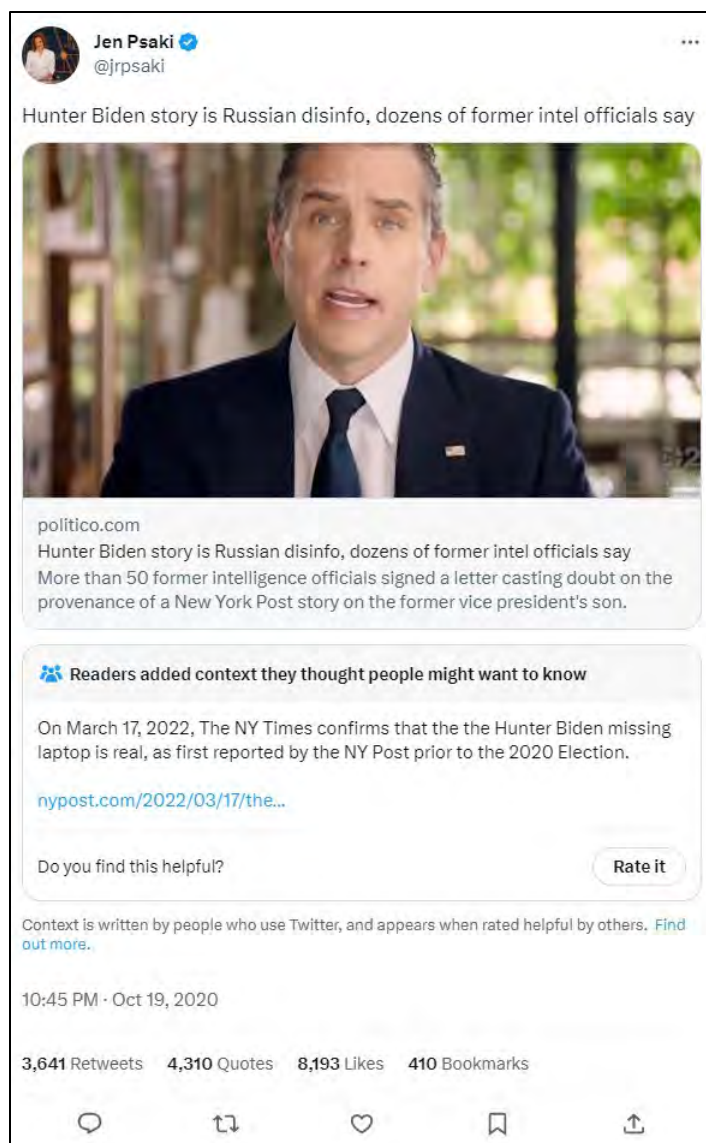 Jen Psaki
@jrpsaki
Hunter Biden story is Russian disinfo, dozens of former intel officials say
politico.com
Hunter Biden story is Russian disinfo, dozens of former intel officials say
More than 50 former intelligence officials signed a letter casting doubt on the
provenance of a New York Post story on the former vice president's son.
Readers added context they thought people might want to know
On March 17, 2022, The NY Times confirms that the the Hunter Biden missing
laptop is real, as first reported by the NY Post prior to the 2020 Election.
nypost.com/2022/03/17/the...
Do you find this helpful?
Rate it
Context is written by people who use Twitter, and appears when rated helpful by others. Find
out more.
10:45 PM · Oct 19, 2020
3,641 Retweets 4,310 Quotes 8,193 Likes 410 Bookmarks